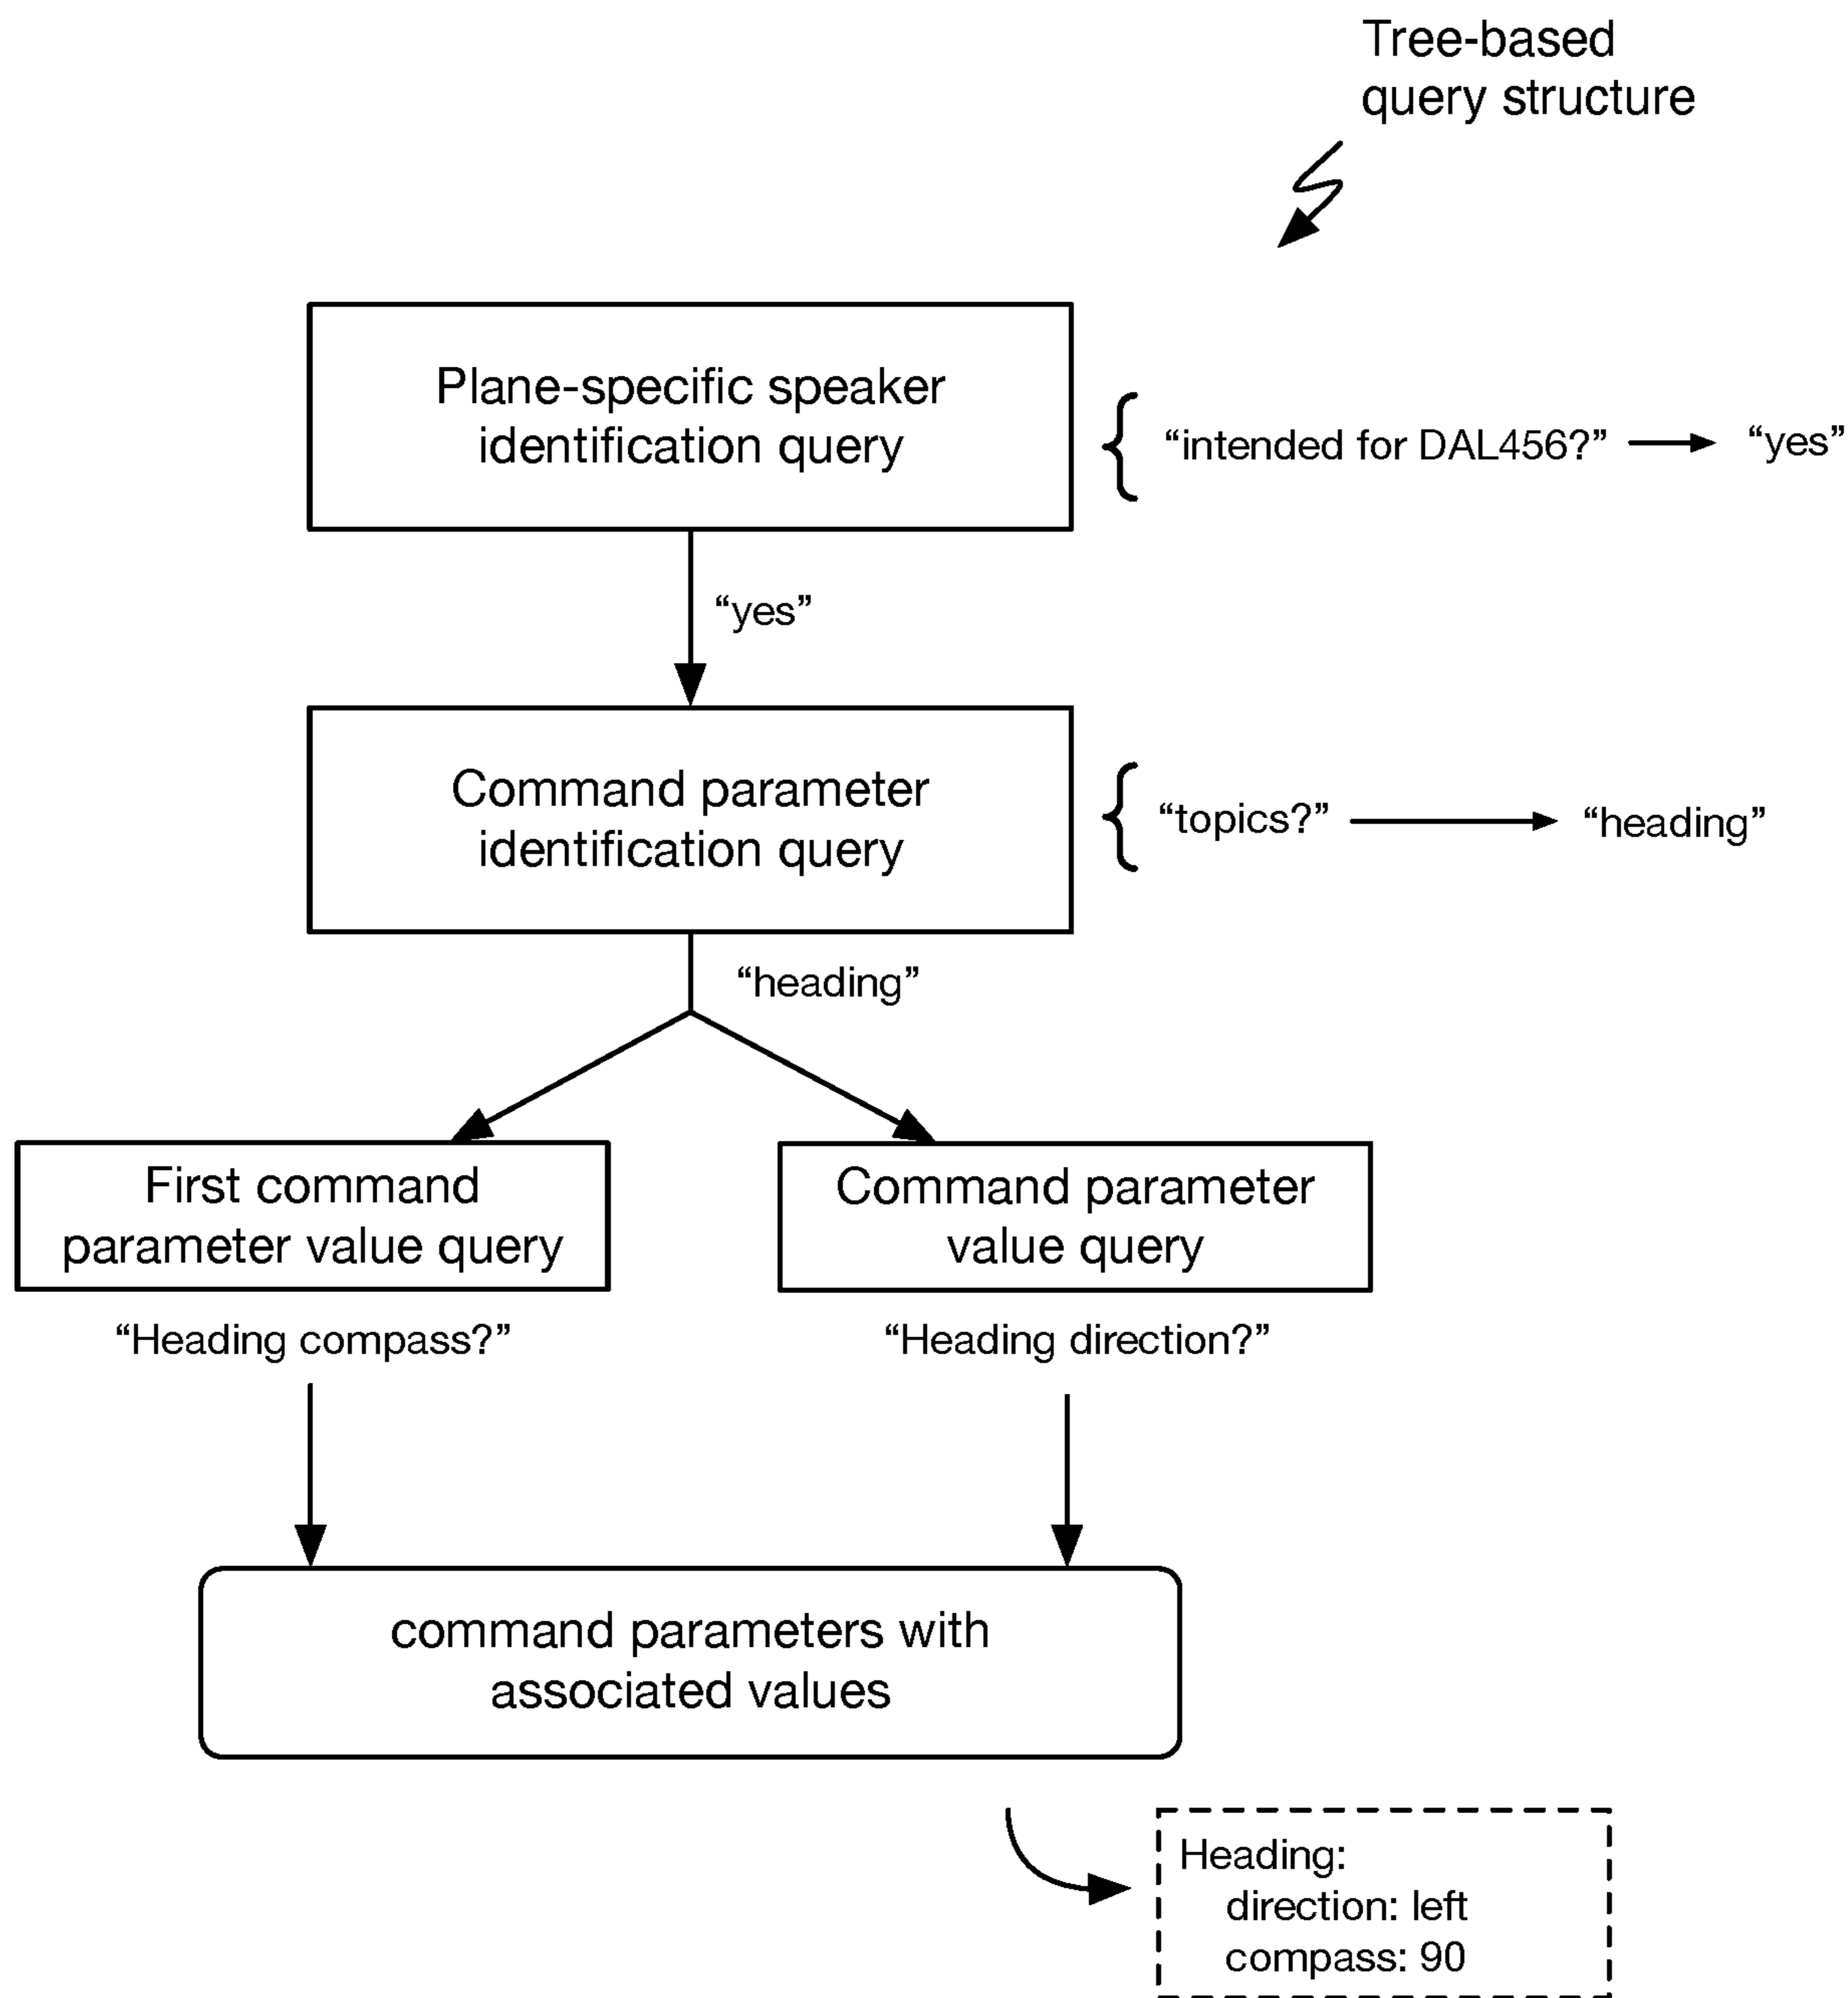 Tree-based
query structure
Plane-specific speaker
identification query
“intended for DAL456?”
“yes”
“yes”
Command parameter
identification query
“topics?”
“heading”
“heading”
First command
parameter value query
Command parameter
value query
“Heading compass?”
“Heading direction?”
command parameters with
associated values
Heading:
direction: left
compass: 90